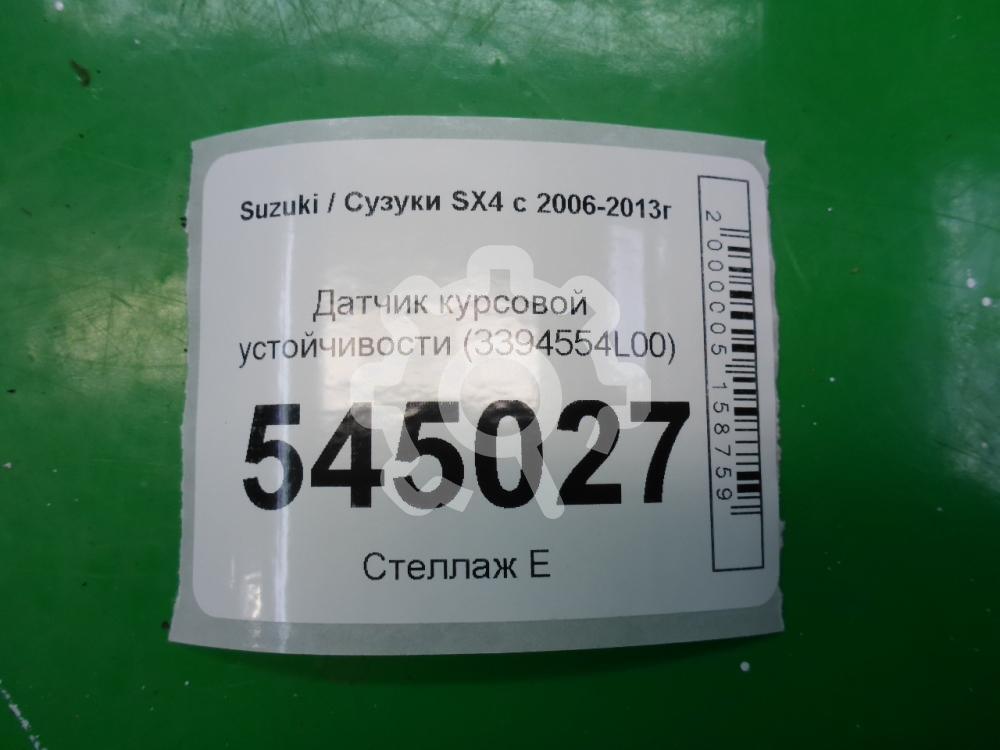 Suzuki / Сузуки SX4 с 2006-2013г
Датчик курсовой
устойчивости (3394554L00)
545027
Стеллаж Е
2000005158759